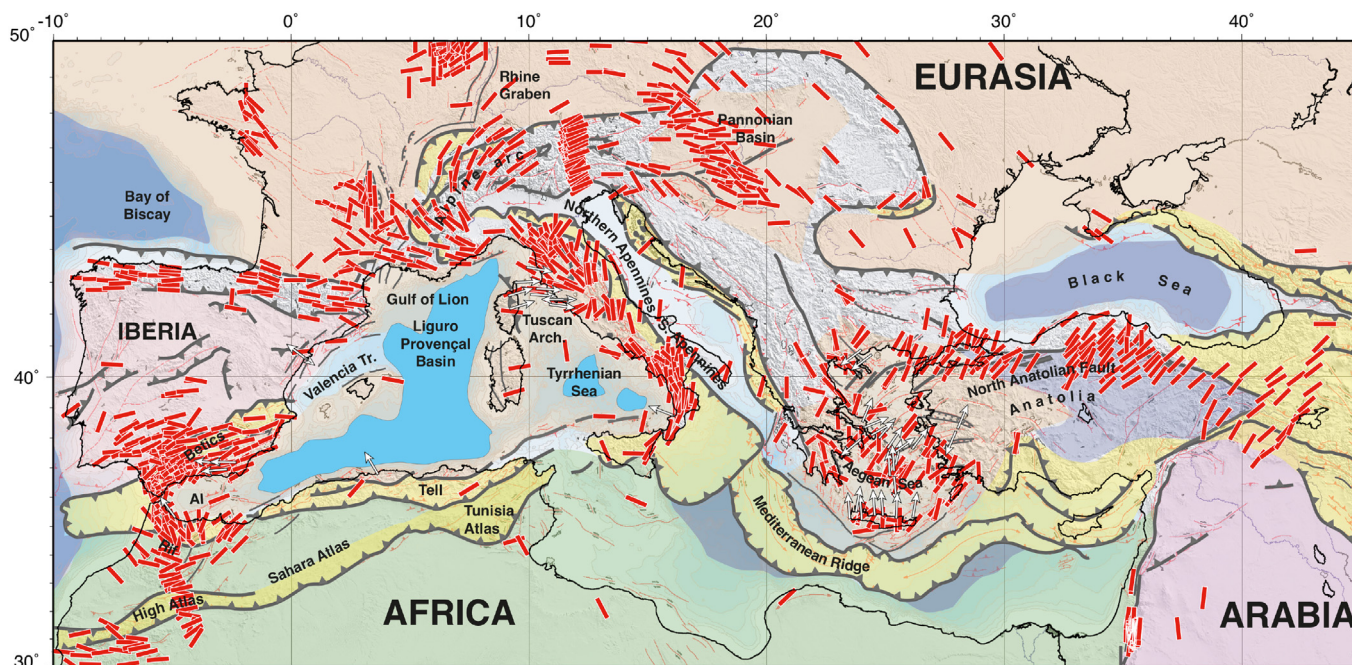 -10°
0°
10°
20°
30°
40°
50°
EURASIA
Rhine
Graben
Pannonian
Basin
Alpine arc
Bay of
Biscay
Northern Apennines
S. Apennines
Black Sea
Gulf of Lion
IBERIA
Liguro
Provençal
Basin
Tuscan
Arch.
Valencia Tr.
40°
Tyrrhenian
Sea
North Anatolian Fault
Anatolia
Betics
Aegean Sea
Al
Tell
Tunisia
Atlas
Rif
Sahara Atlas
Mediterranean Ridge
High Atlas
AFRICA
ARABIA
30°